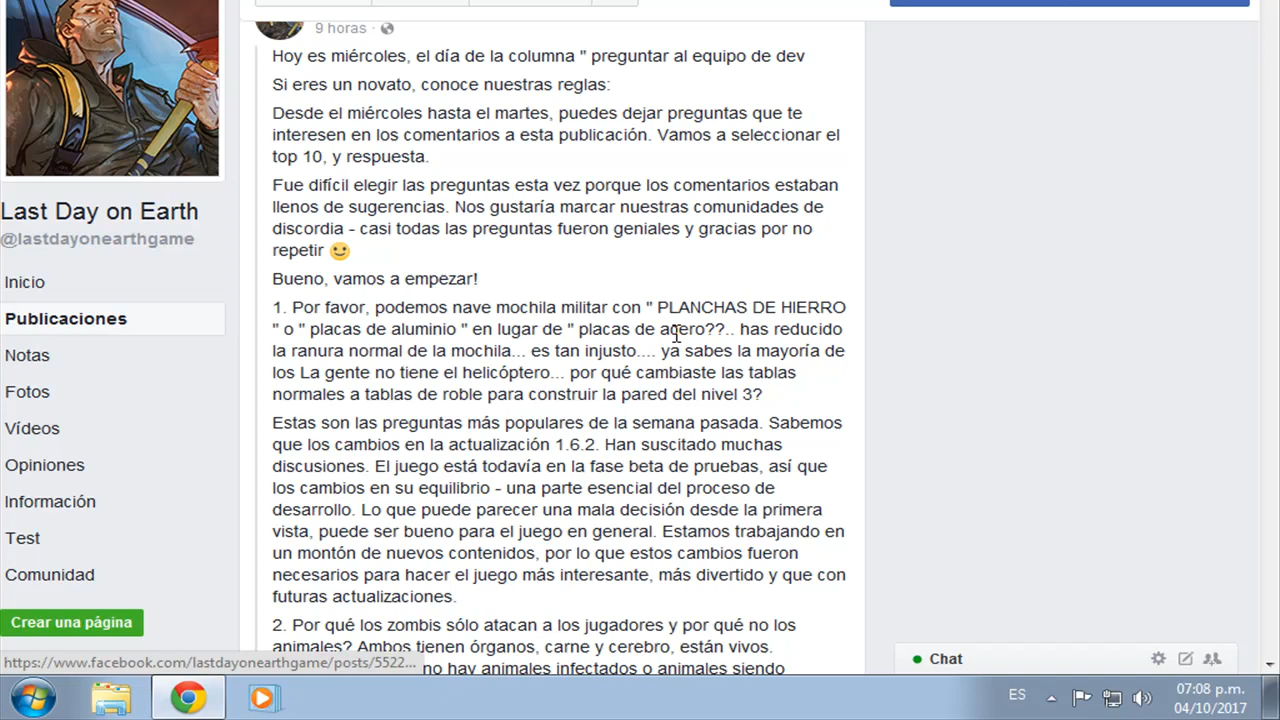 9 horas
Hoy es miércoles, el día de la columna " preguntar al equipo de dev
Si eres un novato, conoce nuestras reglas:
Desde el miércoles hasta el martes, puedes dejar preguntas que te
interesen en los comentarios a esta publicación. Vamos a seleccionar el
top 10, y respuesta.
Fue difícil elegir las preguntas esta vez porque los comentarios estaban
llenos de sugerencias. Nos gustaría marcar nuestras comunidades de
discordia - casi todas las preguntas fueron geniales y gracias por no
repetir 🙂
Bueno, vamos a empezar!
1. Por favor, podemos nave mochila militar con " PLANCHAS DE HIERRO
" o " placas de aluminio " en lugar de " placas de acero??.. has reducido
la ranura normal de la mochila... es tan injusto.... ya sabes la mayoría de
los La gente no tiene el helicóptero... por qué cambiaste las tablas
normales a tablas de roble para construir la pared del nivel 3?
Estas son las preguntas más populares de la semana pasada. Sabemos
que los cambios en la actualización 1.6.2. Han suscitado muchas
discusiones. El juego está todavía en la fase beta de pruebas, así que
los cambios en su equilibrio - una parte esencial del proceso de
desarrollo. Lo que puede parecer una mala decisión desde la primera
vista, puede ser bueno para el juego en general. Estamos trabajando en
un montón de nuevos contenidos, por lo que estos cambios fueron
necesarios para hacer el juego más interesante, más divertido y que con
futuras actualizaciones.
2. Por qué los zombis sólo atacan a los jugadores y por qué no los
animales? Ambos tienen órganos, carne y cerebro, están vivos.
no hay animales infectados o animales siendo
Last Day on Earth
@lastdayonearthgame
Inicio
Publicaciones
Notas
Fotos
Vídeos
Opiniones
Información
Test
Comunidad
Crear una página
https://www.facebook.com/lastdayonearthgame/posts/5522...
Chat
ES
07:08 p.m.
04/10/2017